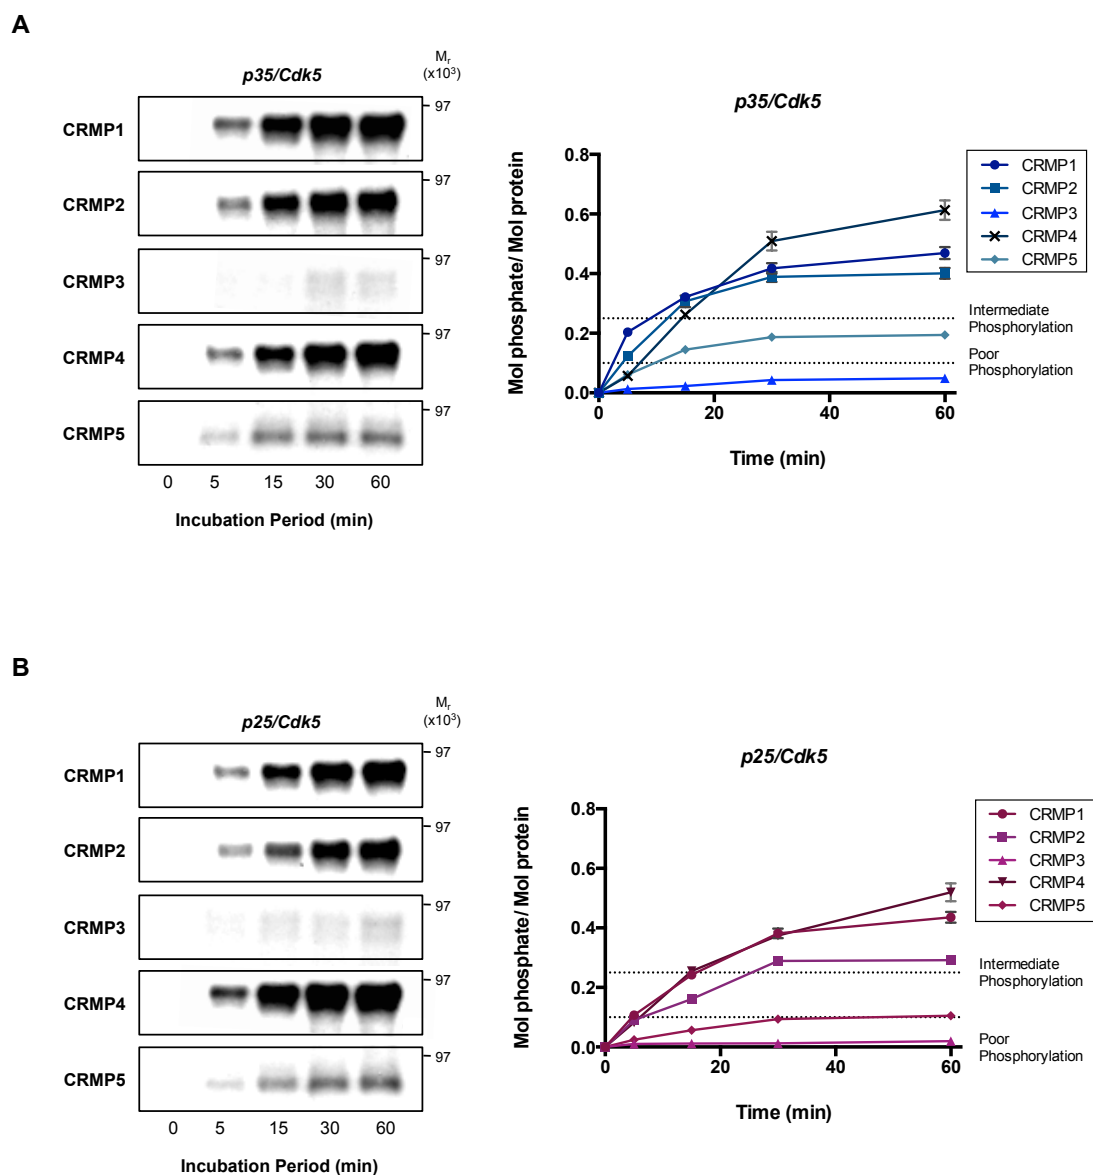 A
p35/Cdk5
Mr
(x10³)
CRMP1
97
CRMP2
97
CRMP3
97
CRMP4
97
CRMP5
97
0 5 15 30 60
Incubation Period (min)
p35/Cdk5
Mol phosphate/ Mol protein
0.8
0.6
0.4
0.2
0.0
0 20 40 60
Time (min)
CRMP1
CRMP2
CRMP3
CRMP4
CRMP5
Intermediate
Phosphorylation
Poor
Phosphorylation
B
p25/Cdk5
Mr
(x10³)
CRMP1
97
CRMP2
97
CRMP3
97
CRMP4
97
CRMP5
97
0 5 15 30 60
Incubation Period (min)
p25/Cdk5
Mol phosphate/ Mol protein
0.8
0.6
0.4
0.2
0.0
0 20 40 60
Time (min)
CRMP1
CRMP2
CRMP3
CRMP4
CRMP5
Intermediate
Phosphorylation
Poor
Phosphorylation